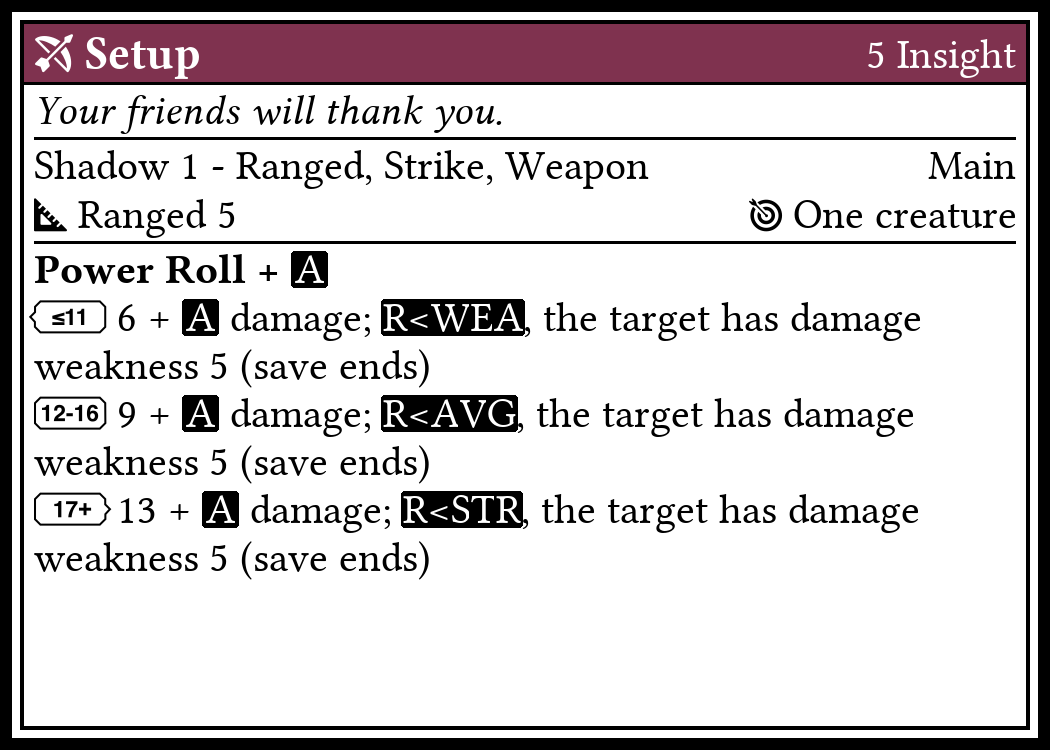 Setup 5 Insight
Your friends will thank you.
Shadow 1 - Ranged, Strike, Weapon Main
Ranged 5 One creature
Power Roll + A
≤11 6 + A damage; R<WEA, the target has damage
weakness 5 (save ends)
12-16 9 + A damage; R<AVG, the target has damage
weakness 5 (save ends)
17+ 13 + A damage; R<STR, the target has damage
weakness 5 (save ends)